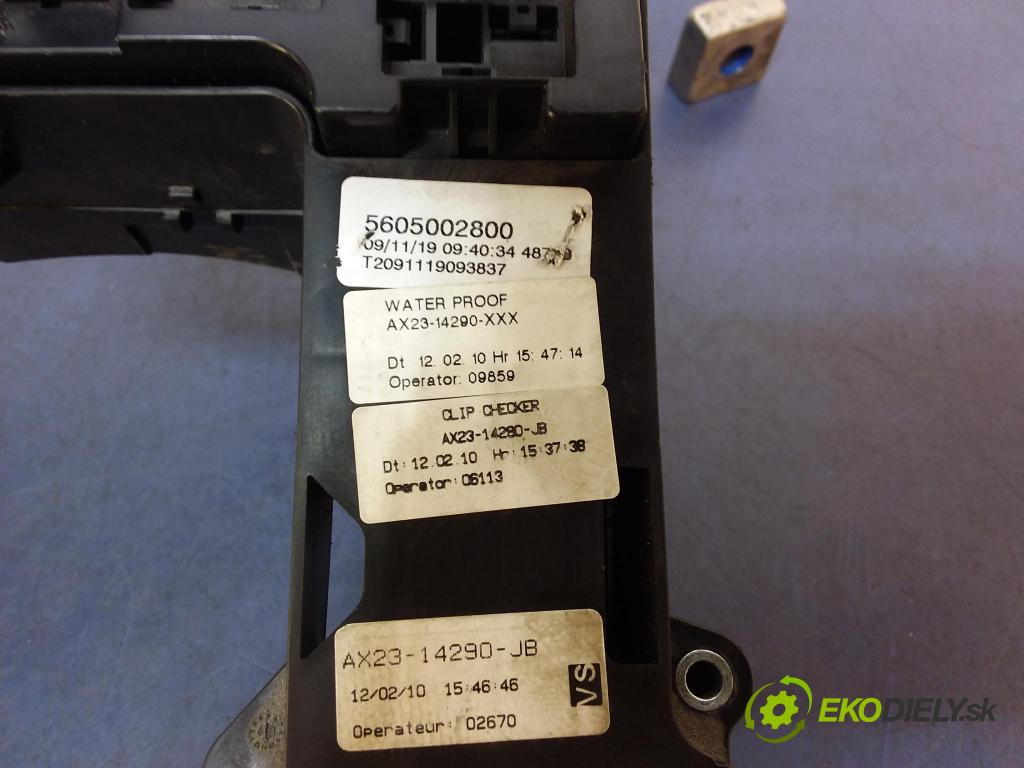 5605002800
09/11/19 09:40:34
T2091119093837
WATER PROOF
AX23-14290-XXX
Dt 12. 02. 10 Hr 15: 47: 14
Operator: 09859
CLIP CHECKER
AX23-14290-JB
Dt: 12.02.10 Hr: 15:37:38
Operator: 06113
AX23-14290-JB
12/02/10 15:46:46
Operateur: 02670
VS
EKODIELY.sk